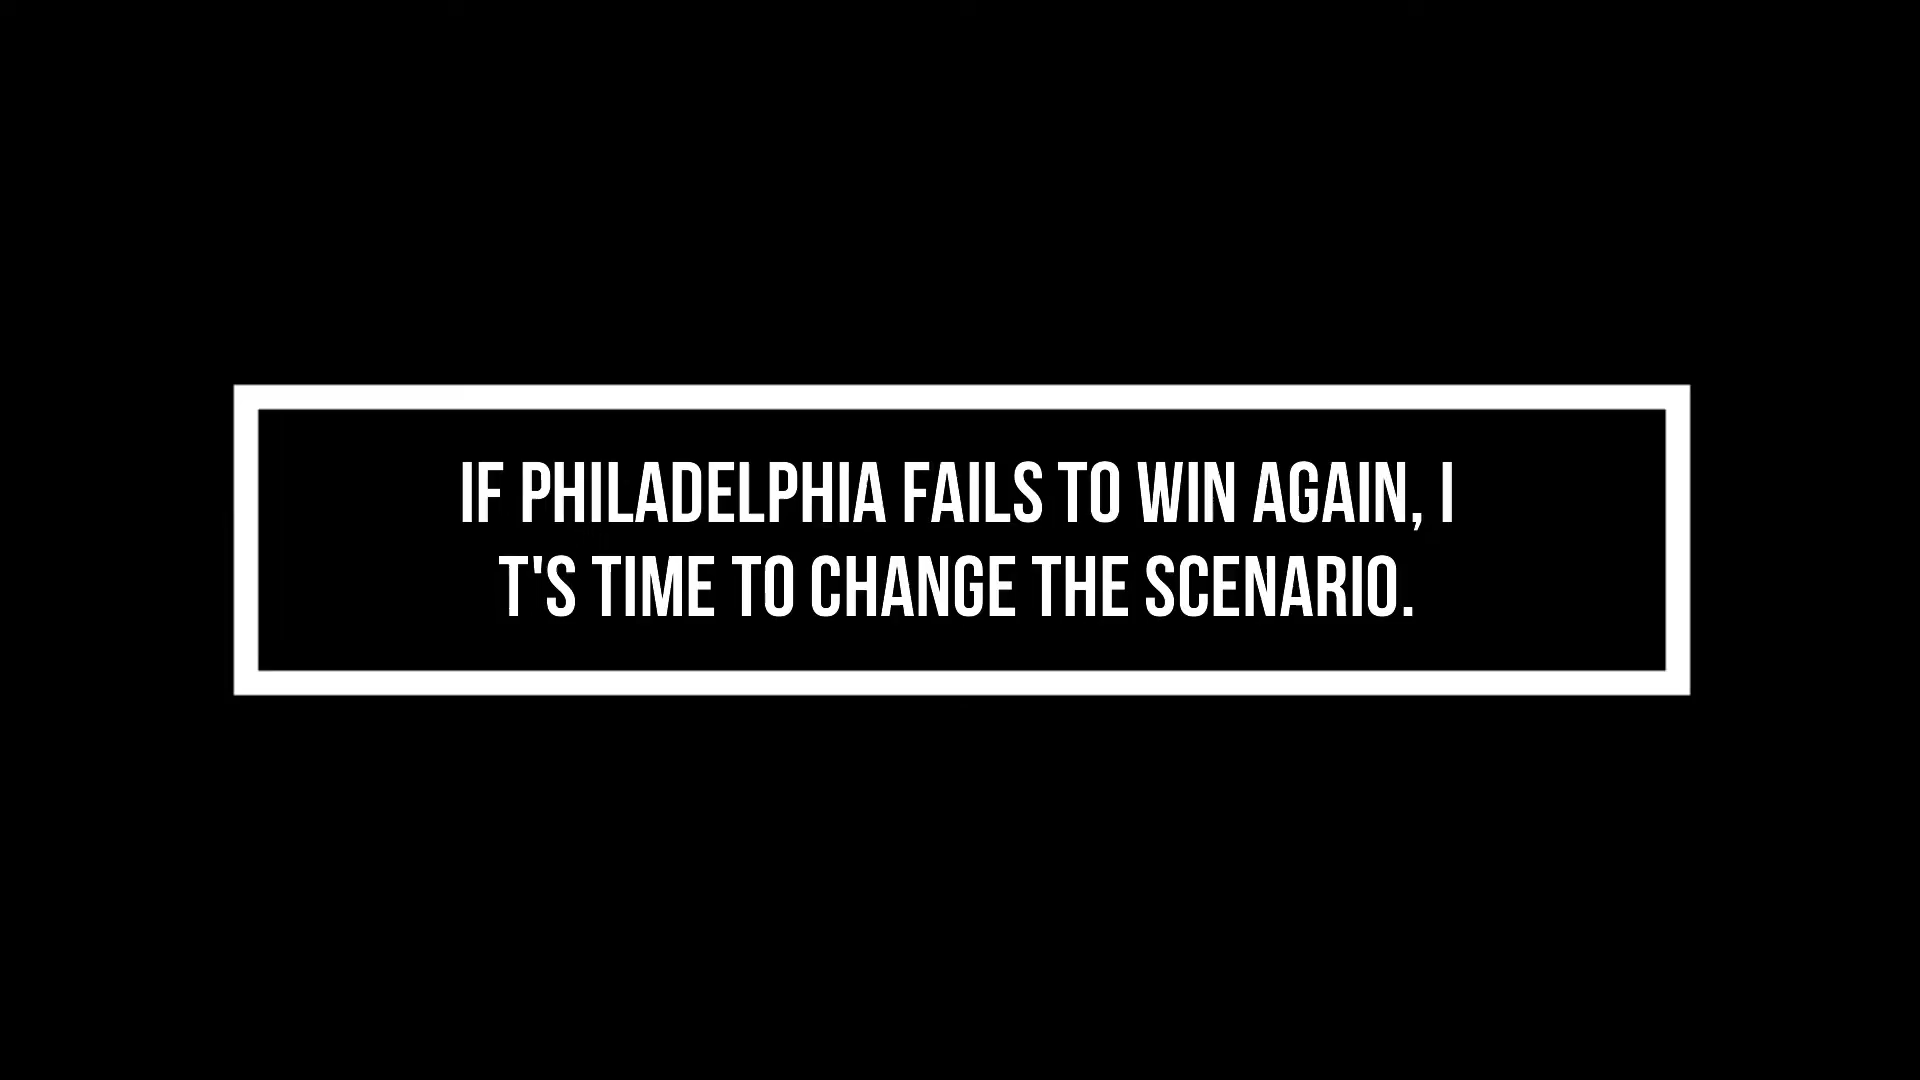 IF PHILADELPHIA FAILS TO WIN AGAIN, I
T'S TIME TO CHANGE THE SCENARIO.